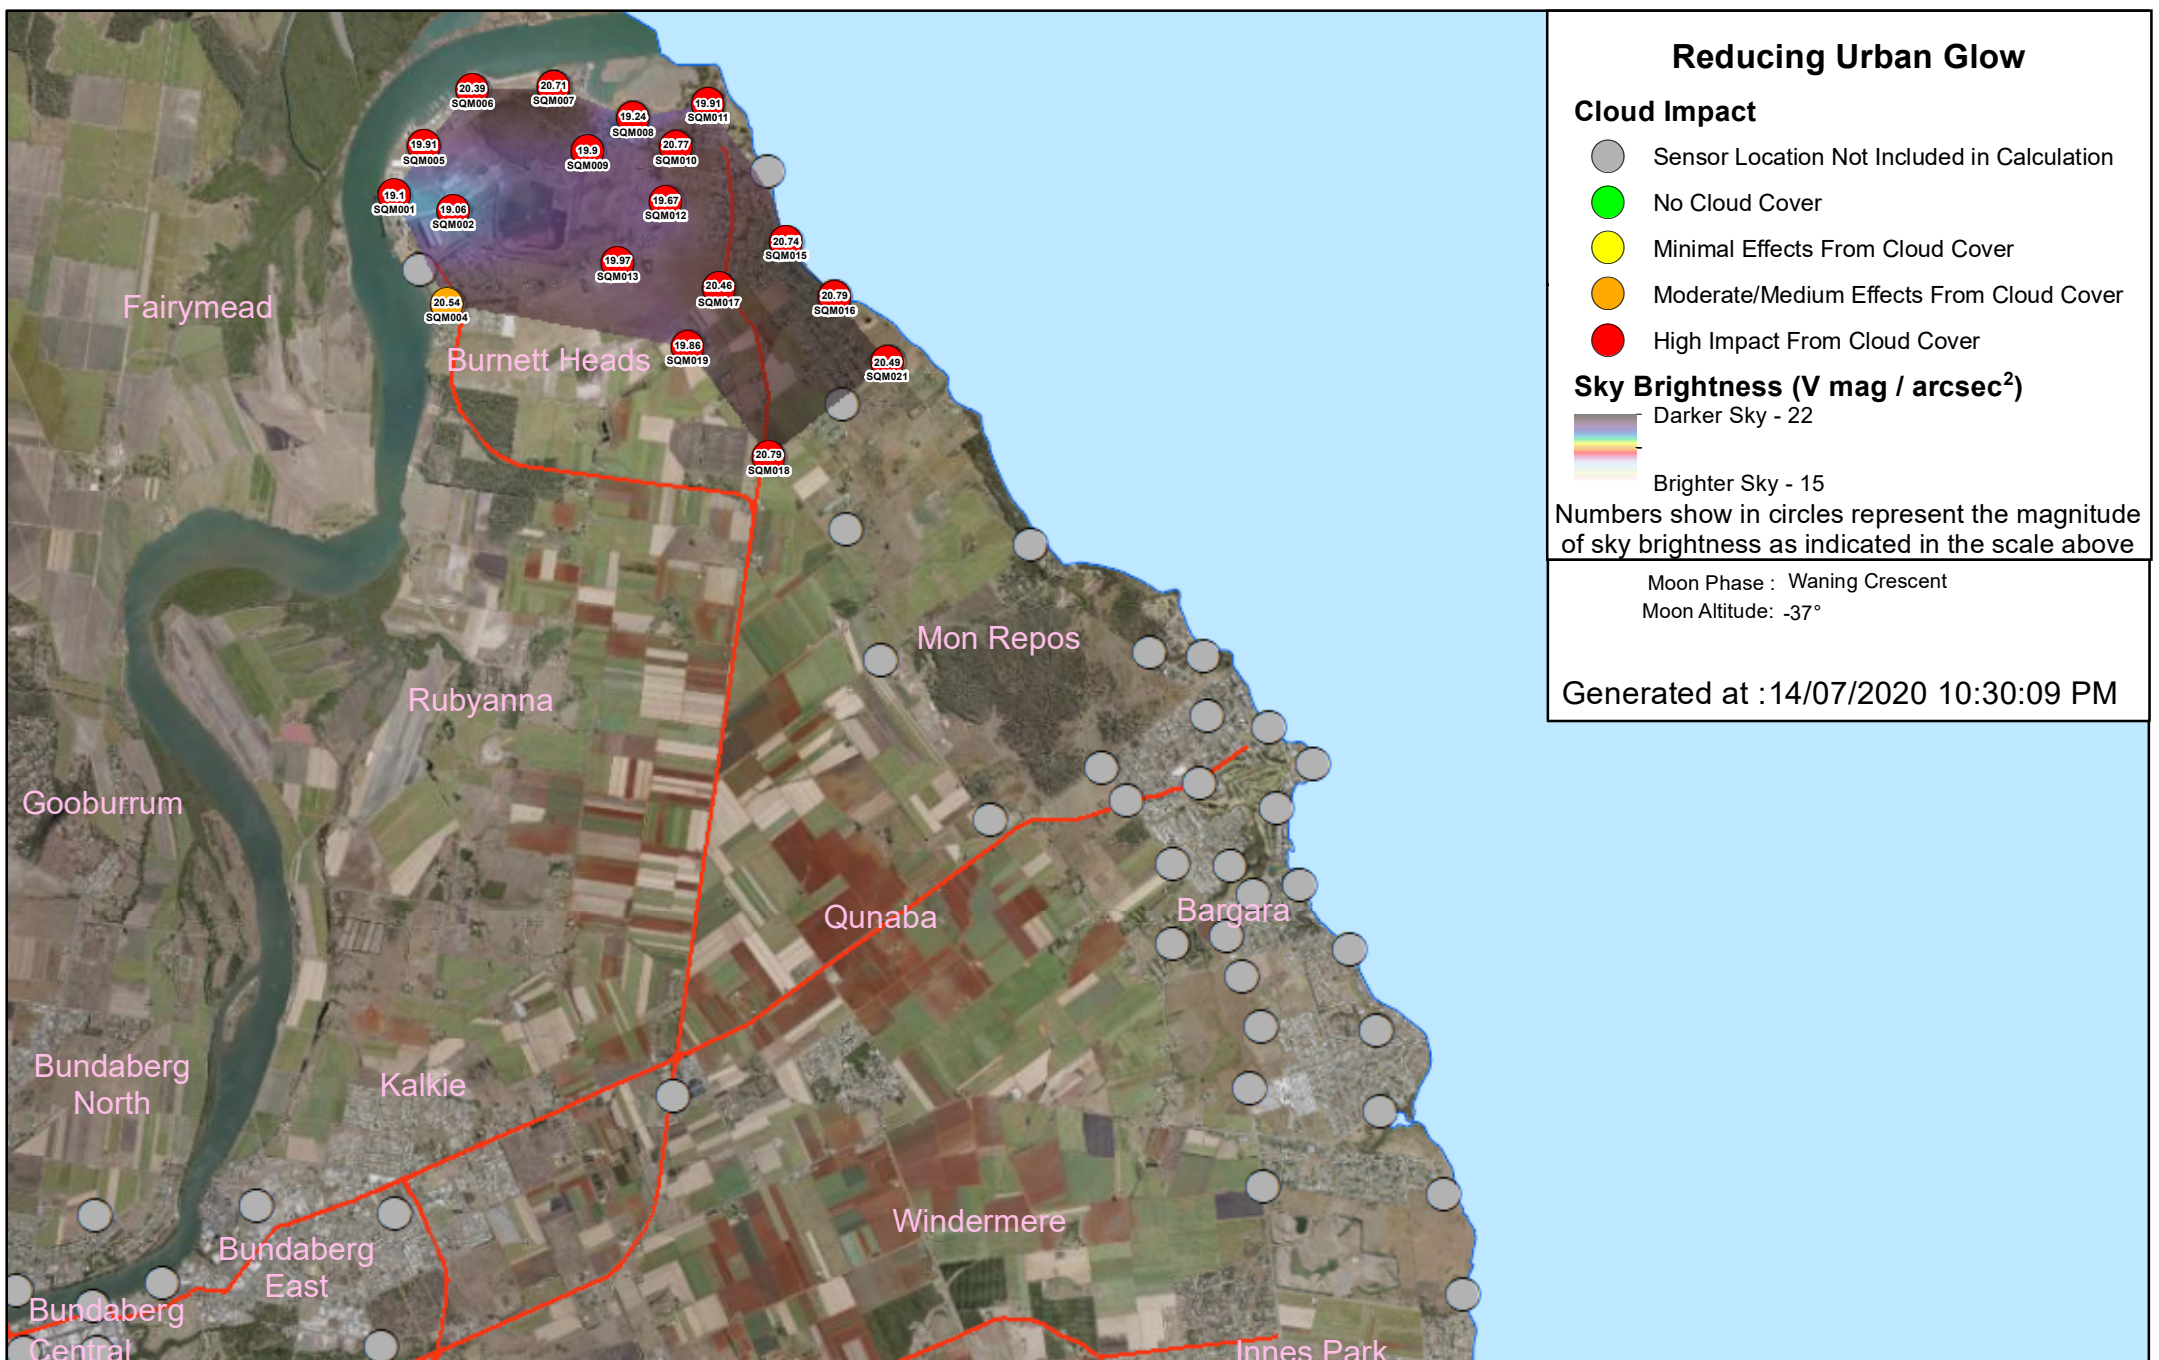 Reducing Urban Glow
Cloud Impact
Sensor Location Not Included in Calculation
No Cloud Cover
Minimal Effects From Cloud Cover
Moderate/Medium Effects From Cloud Cover
High Impact From Cloud Cover
Sky Brightness (V mag / arcsec²)
Darker Sky - 22
Brighter Sky - 15
Numbers show in circles represent the magnitude
of sky brightness as indicated in the scale above
Moon Phase : Waning Crescent
Moon Altitude: -37°
Generated at :14/07/2020 10:30:09 PM
20.39
SQM006
20.71
SQM007
19.24
SQM008
19.91
SQM011
19.91
SQM005
19.9
SQM009
20.77
SQM010
19.1
SQM001
19.06
SQM002
19.67
SQM012
20.74
SQM015
19.97
SQM013
20.46
SQM017
20.79
SQM016
20.54
SQM004
19.86
SQM019
20.49
SQM021
20.79
SQM018
Fairymead
Burnett Heads
Mon Repos
Rubyanna
Gooburrum
Qunaba
Bargara
Bundaberg
North
Kalkie
Windermere
Bundaberg
East
Bundaberg
Central
Innes Park